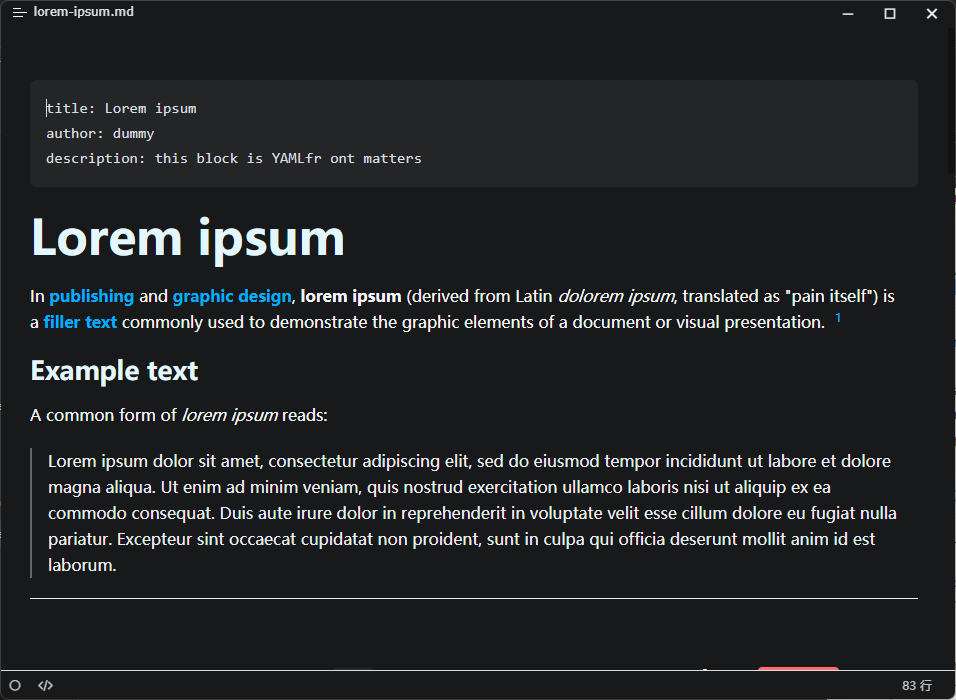 lorem-ipsum.md
title: Lorem ipsum
author: dummy
description: this block is YAMLfr ont matters
Lorem ipsum
In publishing and graphic design, lorem ipsum (derived from Latin dolorem ipsum, translated as "pain itself") is
a filler text commonly used to demonstrate the graphic elements of a document or visual presentation. 1
Example text
A common form of lorem ipsum reads:
Lorem ipsum dolor sit amet, consectetur adipiscing elit, sed do eiusmod tempor incididunt ut labore et dolore
magna aliqua. Ut enim ad minim veniam, quis nostrud exercitation ullamco laboris nisi ut aliquip ex ea
commodo consequat. Duis aute irure dolor in reprehenderit in voluptate velit esse cillum dolore eu fugiat nulla
pariatur. Excepteur sint occaecat cupidatat non proident, sunt in culpa qui officia deserunt mollit anim id est
laborum.
83 行